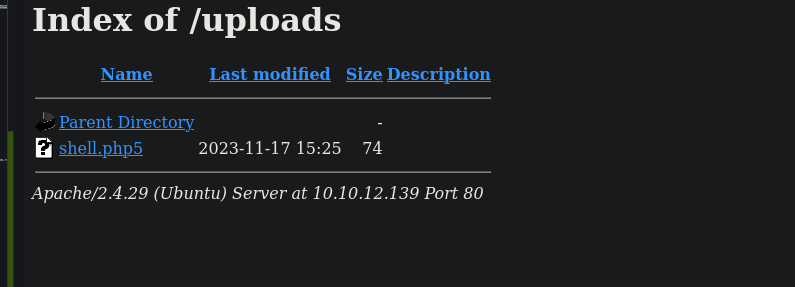 Index of /uploads
Name Last modified Size Description
Parent Directory -
shell.php5 2023-11-17 15:25 74
Apache/2.4.29 (Ubuntu) Server at 10.10.12.139 Port 80